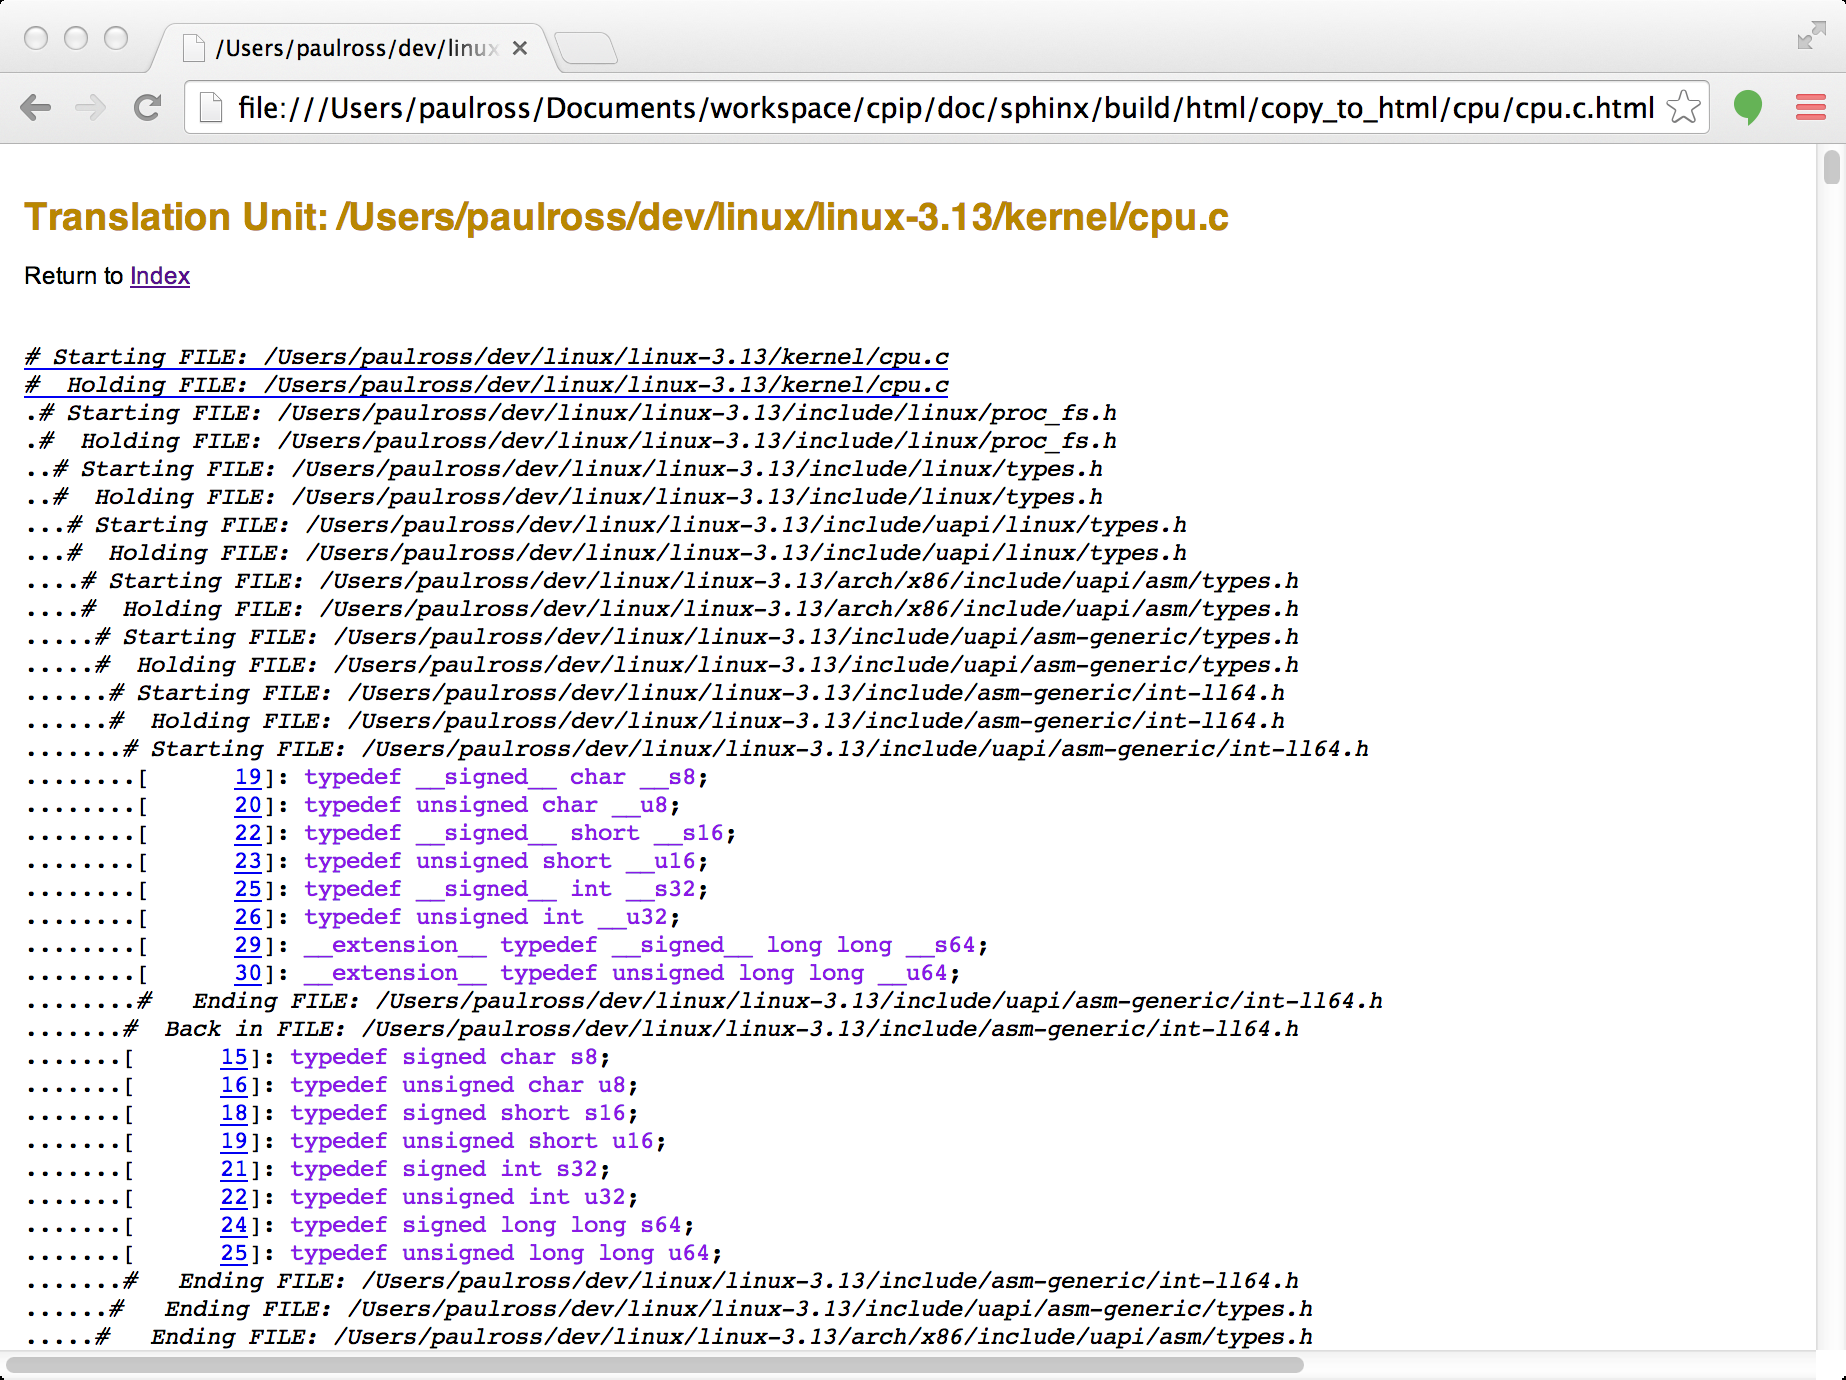 /Users/paulross/dev/linux
file:///Users/paulross/Documents/workspace/cpip/doc/sphinx/build/html/copy_to_html/cpu/cpu.c.html
Translation Unit: /Users/paulross/dev/linux/linux-3.13/kernel/cpu.c
Return to Index
# Starting FILE: /Users/paulross/dev/linux/linux-3.13/kernel/cpu.c
#  Holding FILE: /Users/paulross/dev/linux/linux-3.13/kernel/cpu.c
.# Starting FILE: /Users/paulross/dev/linux/linux-3.13/include/linux/proc_fs.h
.#  Holding FILE: /Users/paulross/dev/linux/linux-3.13/include/linux/proc_fs.h
..# Starting FILE: /Users/paulross/dev/linux/linux-3.13/include/linux/types.h
..#  Holding FILE: /Users/paulross/dev/linux/linux-3.13/include/linux/types.h
...# Starting FILE: /Users/paulross/dev/linux/linux-3.13/include/uapi/linux/types.h
...#  Holding FILE: /Users/paulross/dev/linux/linux-3.13/include/uapi/linux/types.h
....# Starting FILE: /Users/paulross/dev/linux/linux-3.13/arch/x86/include/uapi/asm/types.h
....#  Holding FILE: /Users/paulross/dev/linux/linux-3.13/arch/x86/include/uapi/asm/types.h
.....# Starting FILE: /Users/paulross/dev/linux/linux-3.13/include/uapi/asm-generic/types.h
.....#  Holding FILE: /Users/paulross/dev/linux/linux-3.13/include/uapi/asm-generic/types.h
......# Starting FILE: /Users/paulross/dev/linux/linux-3.13/include/asm-generic/int-ll64.h
......#  Holding FILE: /Users/paulross/dev/linux/linux-3.13/include/asm-generic/int-ll64.h
.......# Starting FILE: /Users/paulross/dev/linux/linux-3.13/include/uapi/asm-generic/int-ll64.h
........[      19]: typedef __signed__ char __s8;
........[      20]: typedef unsigned char __u8;
........[      22]: typedef __signed__ short __s16;
........[      23]: typedef unsigned short __u16;
........[      25]: typedef __signed__ int __s32;
........[      26]: typedef unsigned int __u32;
........[      29]: __extension__ typedef __signed__ long long __s64;
........[      30]: __extension__ typedef unsigned long long __u64;
........#   Ending FILE: /Users/paulross/dev/linux/linux-3.13/include/uapi/asm-generic/int-ll64.h
.......#  Back in FILE: /Users/paulross/dev/linux/linux-3.13/include/asm-generic/int-ll64.h
.......[      15]: typedef signed char s8;
.......[      16]: typedef unsigned char u8;
.......[      18]: typedef signed short s16;
.......[      19]: typedef unsigned short u16;
.......[      21]: typedef signed int s32;
.......[      22]: typedef unsigned int u32;
.......[      24]: typedef signed long long s64;
.......[      25]: typedef unsigned long long u64;
.......#   Ending FILE: /Users/paulross/dev/linux/linux-3.13/include/asm-generic/int-ll64.h
......#   Ending FILE: /Users/paulross/dev/linux/linux-3.13/include/uapi/asm-generic/types.h
.....#   Ending FILE: /Users/paulross/dev/linux/linux-3.13/arch/x86/include/uapi/asm/types.h